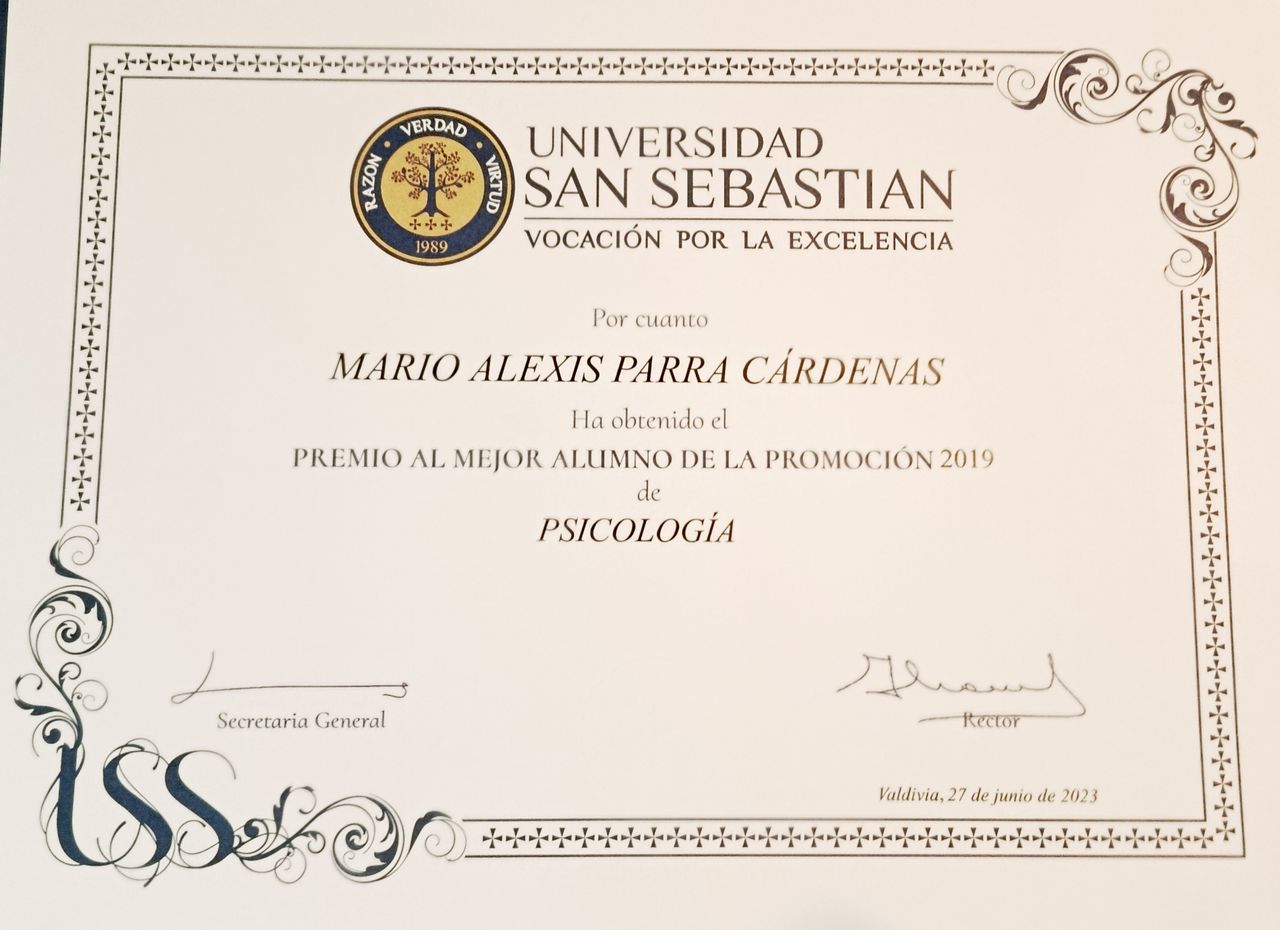 RAZON · VERDAD · VIRTUD
1989
UNIVERSIDAD
SAN SEBASTIAN
VOCACIÓN POR LA EXCELENCIA
Por cuanto
MARIO ALEXIS PARRA CÁRDENAS
Ha obtenido el
PREMIO AL MEJOR ALUMNO DE LA PROMOCIÓN 2019
de
PSICOLOGÍA
Secretaria General
Rector
Valdivia, 27 de junio de 2023
USS